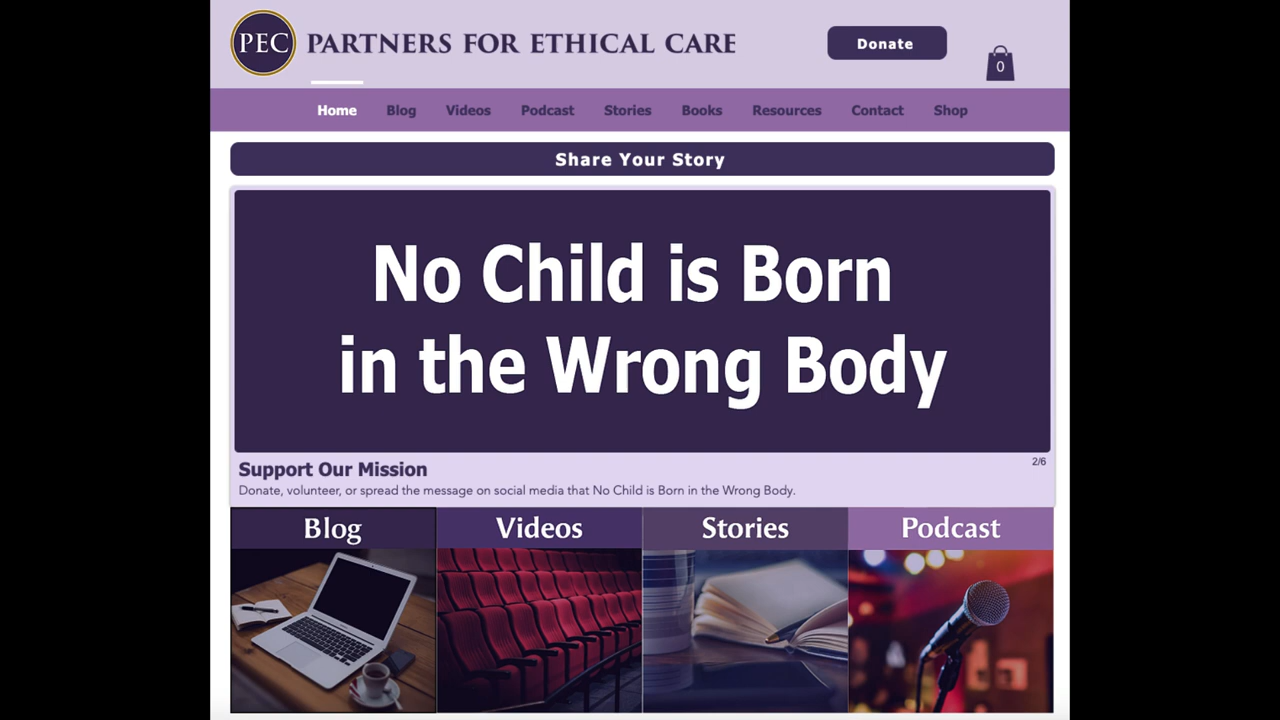 PEC PARTNERS FOR ETHICAL CARE
Donate
0
Home Blog Videos Podcast Stories Books Resources Contact Shop
Share Your Story
No Child is Born
in the Wrong Body
Support Our Mission
2/6
Donate, volunteer, or spread the message on social media that No Child is Born in the Wrong Body.
Blog Videos Stories Podcast